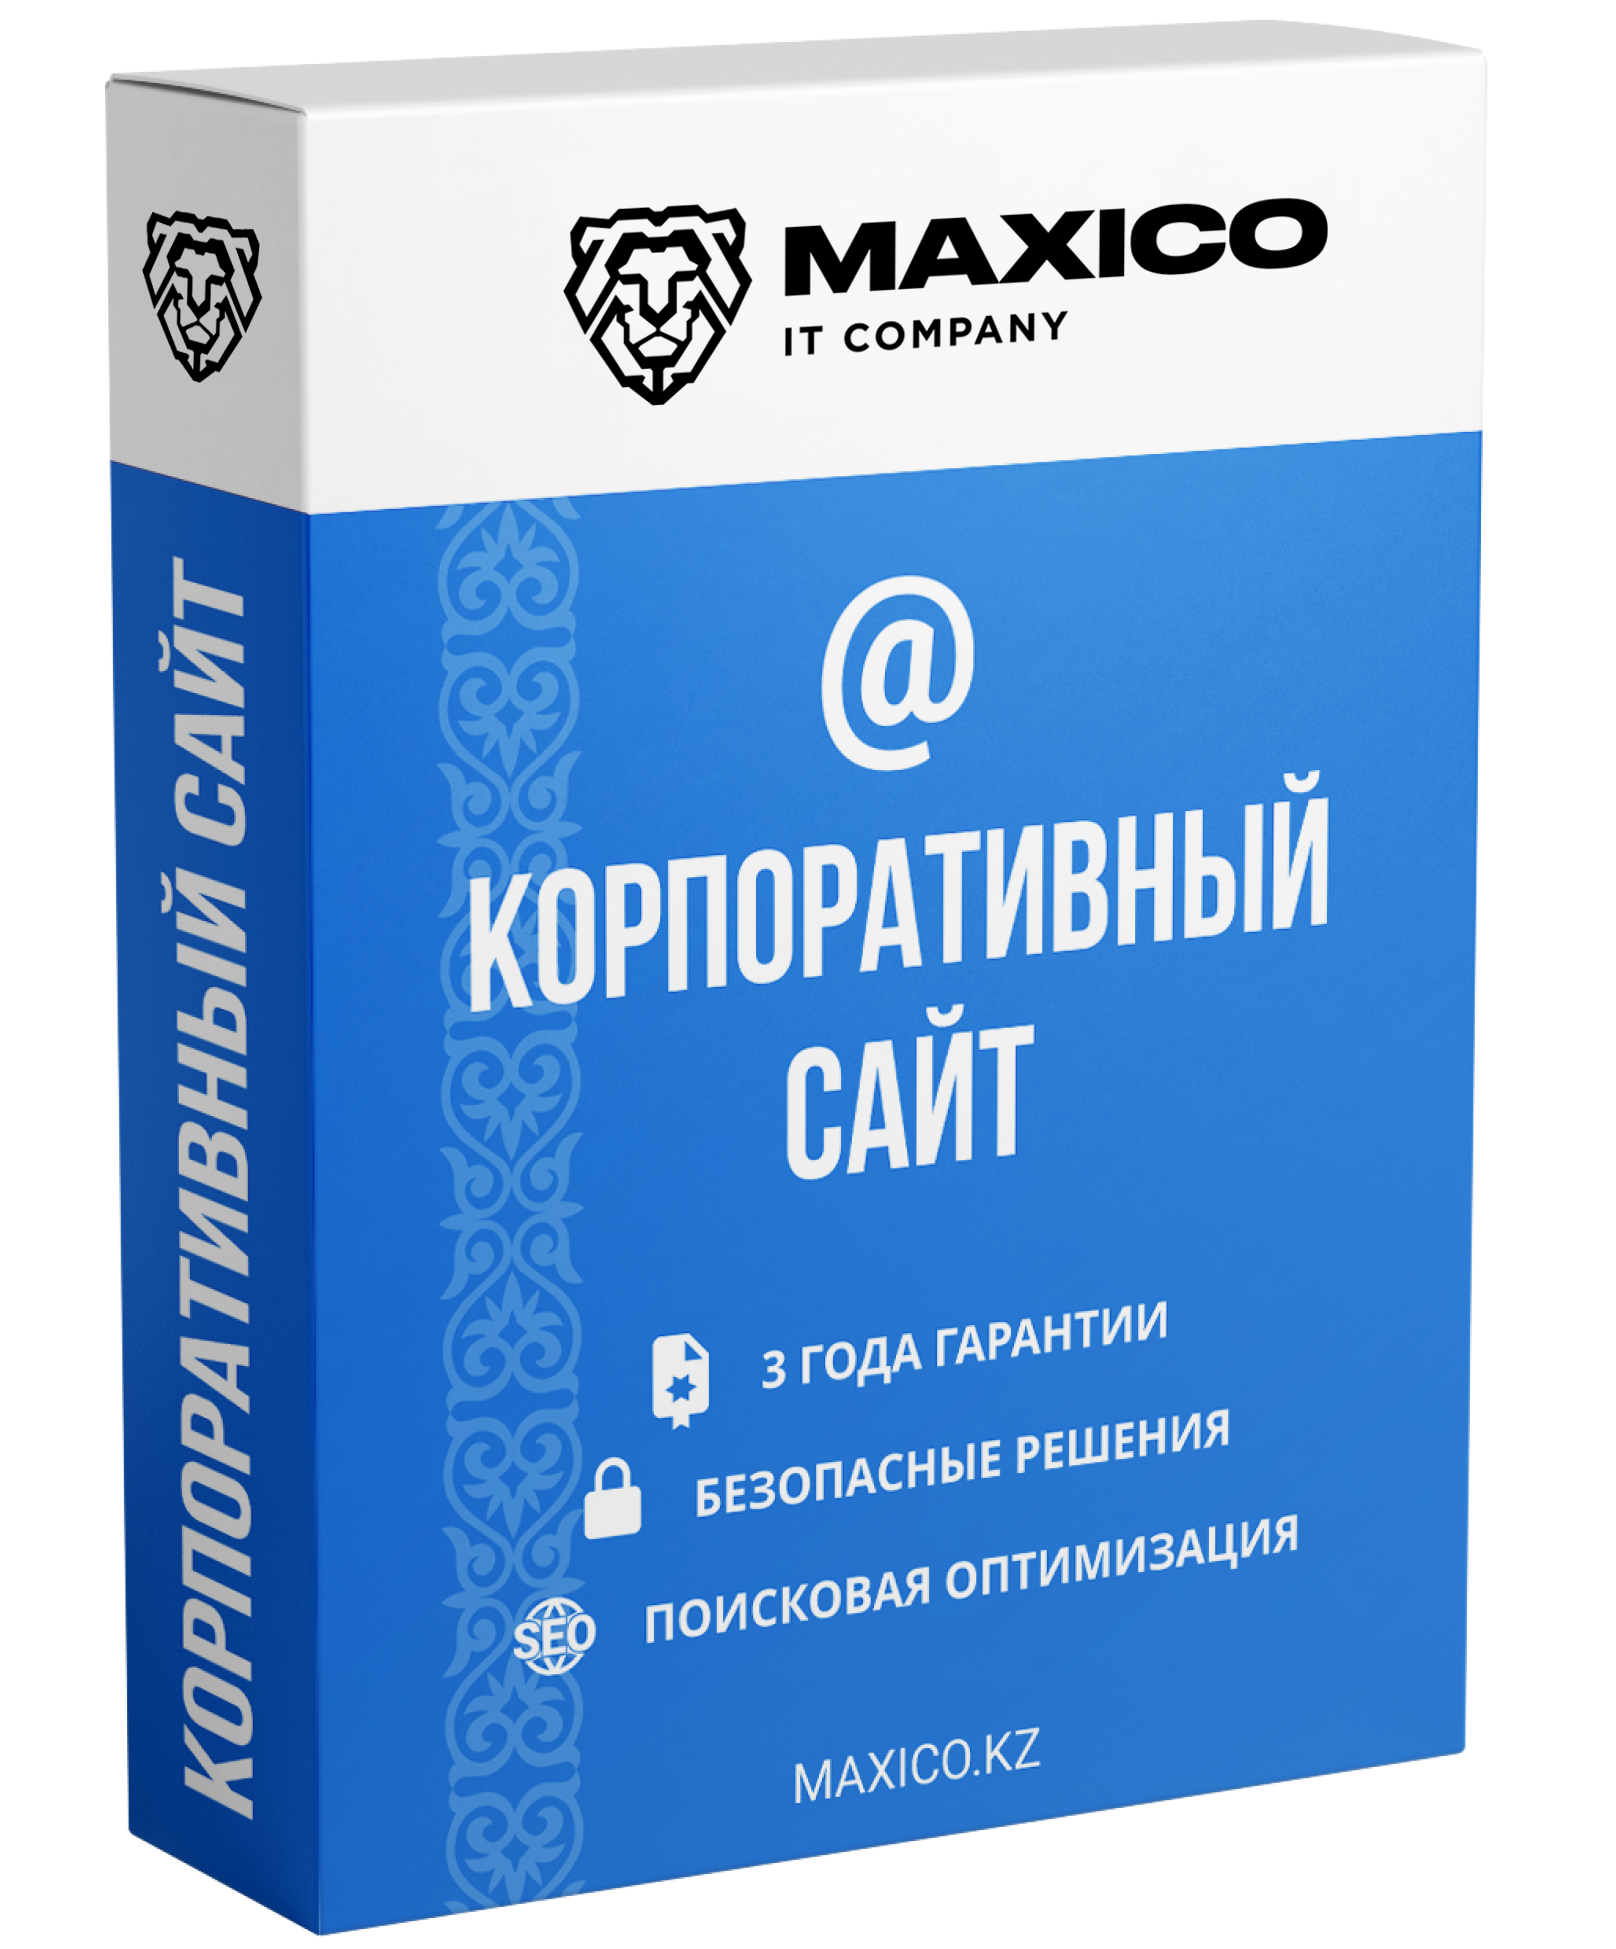 MAXICO
IT COMPANY
@
КОРПОРАТИВНЫЙ
САЙТ
3 ГОДА ГАРАНТИИ
БЕЗОПАСНЫЕ РЕШЕНИЯ
SEO
ПОИСКОВАЯ ОПТИМИЗАЦИЯ
MAXICO.KZ
КОРПОРАТИВНЫЙ САЙТ